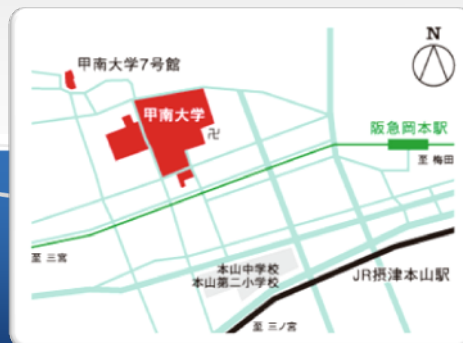 N
甲南大学7号館
甲南大学
卍
阪急岡本駅
至 梅田
至 三宮
本山中学校
本山第二小学校
JR摂津本山駅
至 三ノ宮